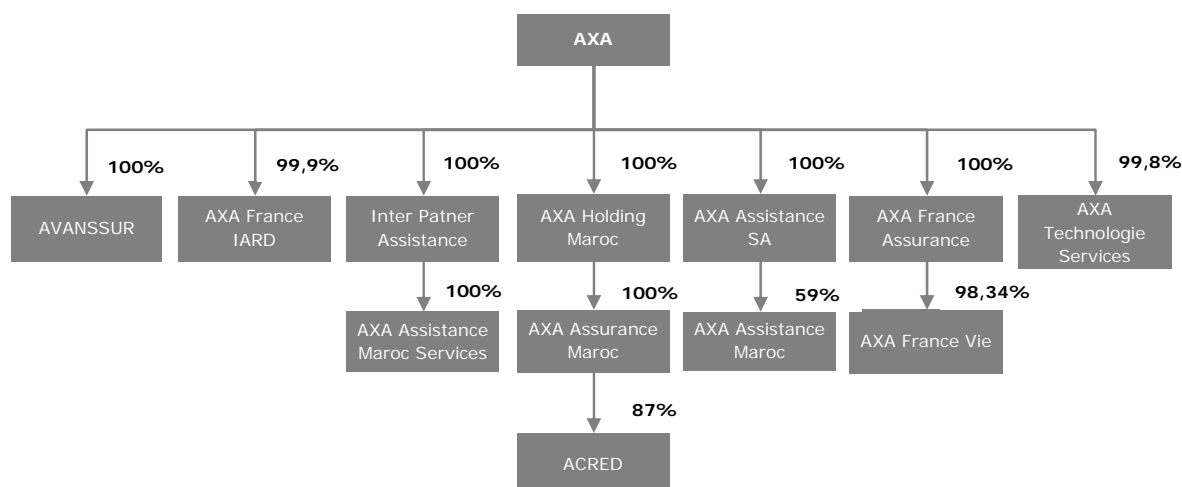 AXA
100%
99,9%
100%
100%
100%
100%
99,8%
AVANSSUR
AXA France
IARD
Inter Patner
Assistance
AXA Holding
Maroc
AXA Assistance
SA
AXA France
Assurance
AXA
Technologie
Services
100%
100%
59%
98,34%
AXA Assistance
Maroc Services
AXA Assurance
Maroc
AXA Assistance
Maroc
AXA France Vie
87%
ACRED